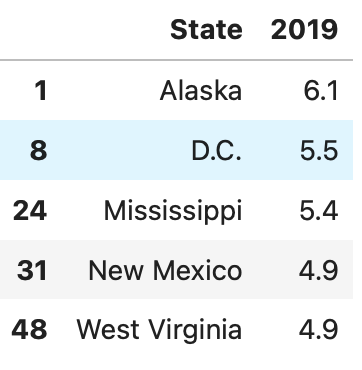 State 2019
1 Alaska 6.1
8 D.C. 5.5
24 Mississippi 5.4
31 New Mexico 4.9
48 West Virginia 4.9